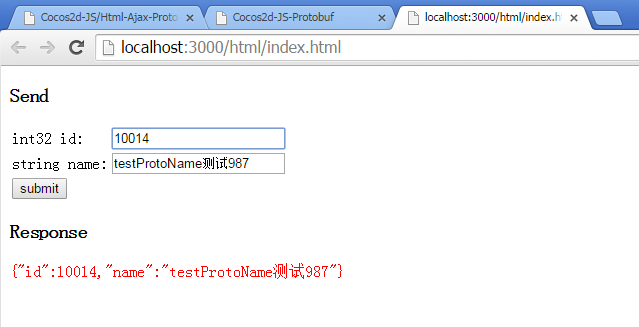 Cocos2d-JS/Html-Ajax-Proto
Cocos2d-JS-Protobuf
localhost:3000/html/index.h
localhost:3000/html/index.html
Send
int32 id: 10014
string name: testProtoName测试987
submit
Response
{"id":10014,"name":"testProtoName测试987"}